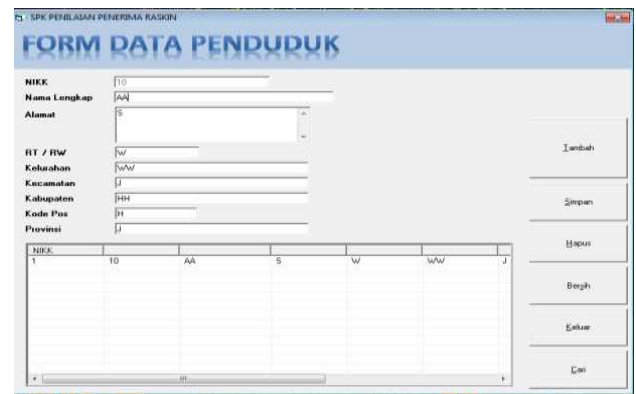 SPK PENILAIAN PENERIMA RASKIN
FORM DATA PENDUDUK
NIKK 10
Nama Lengkap AA
Alamat S
RT / RW W
Kelurahan WW
Kecamatan J
Kabupaten HH
Kode Pos H
Provinsi J
Tambah
Simpan
Hapus
Bersih
Keluar
Cari
NIKK
1 10 AA S W WW J